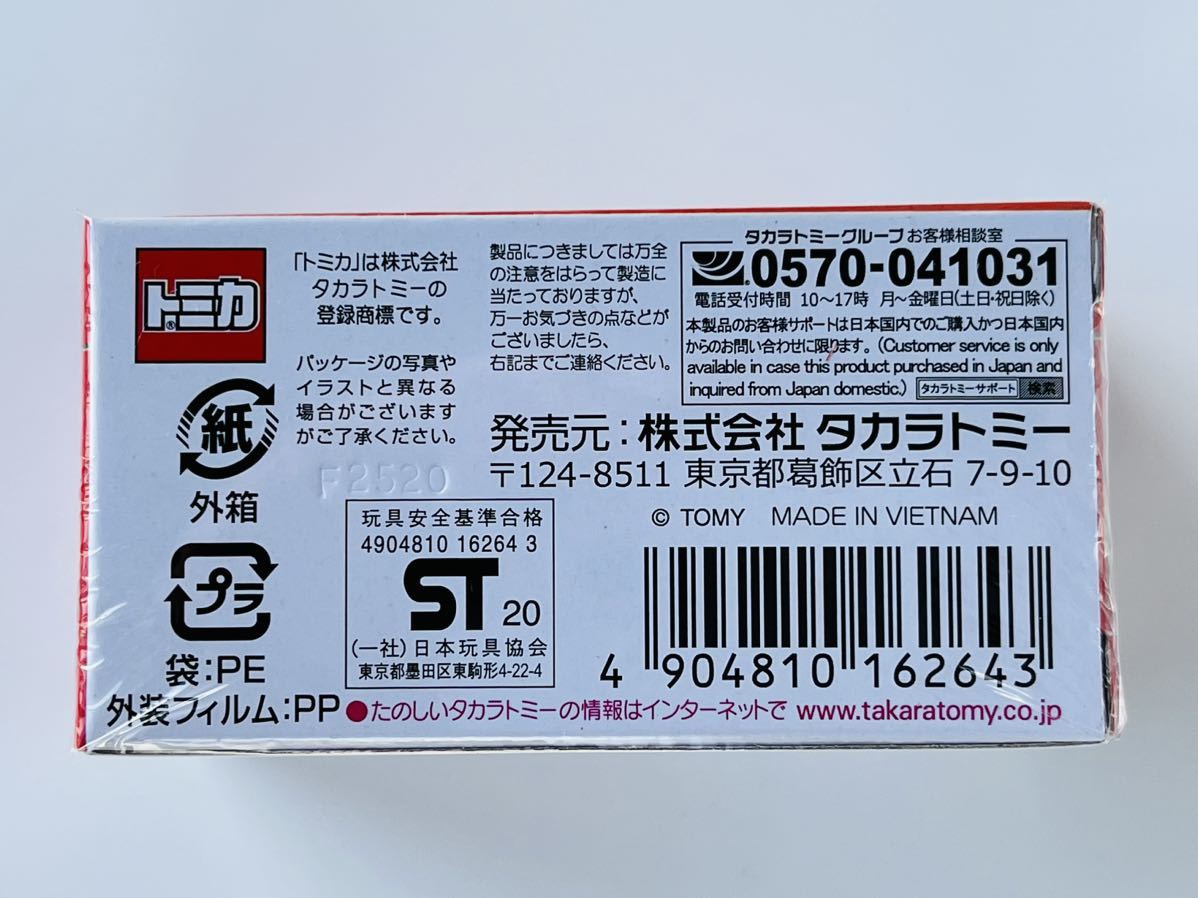 トミカ®
「トミカ」は株式会社
タカラトミーの
登録商標です。
パッケージの写真や
イラストと異なる
場合がございます
がご了承ください。
F2520
製品につきましては万全
の注意をはらって製造に
当たっておりますが、
万一お気づきの点などが
ございましたら、
右記までご連絡ください。
タカラトミーグループ お客様相談室
0570-041031
電話受付時間 10〜17時 月〜金曜日(土日・祝日除く)
本製品のお客様サポートは日本国内でのご購入かつ日本国内
からのお問い合わせに限ります。(Customer service is only
available in case this product purchased in Japan and
inquired from Japan domestic.) タカラトミーサポート 検索
発売元:株式会社 タカラトミー
〒124-8511 東京都葛飾区立石 7-9-10
© TOMY MADE IN VIETNAM
紙
外箱
プラ
袋:PE
外装フィルム:PP
玩具安全基準合格
4904810 16264 3
ST 20
(一社)日本玩具協会
東京都墨田区東駒形4-22-4
4 904810 162643
●たのしいタカラトミーの情報はインターネットで www.takaratomy.co.jp